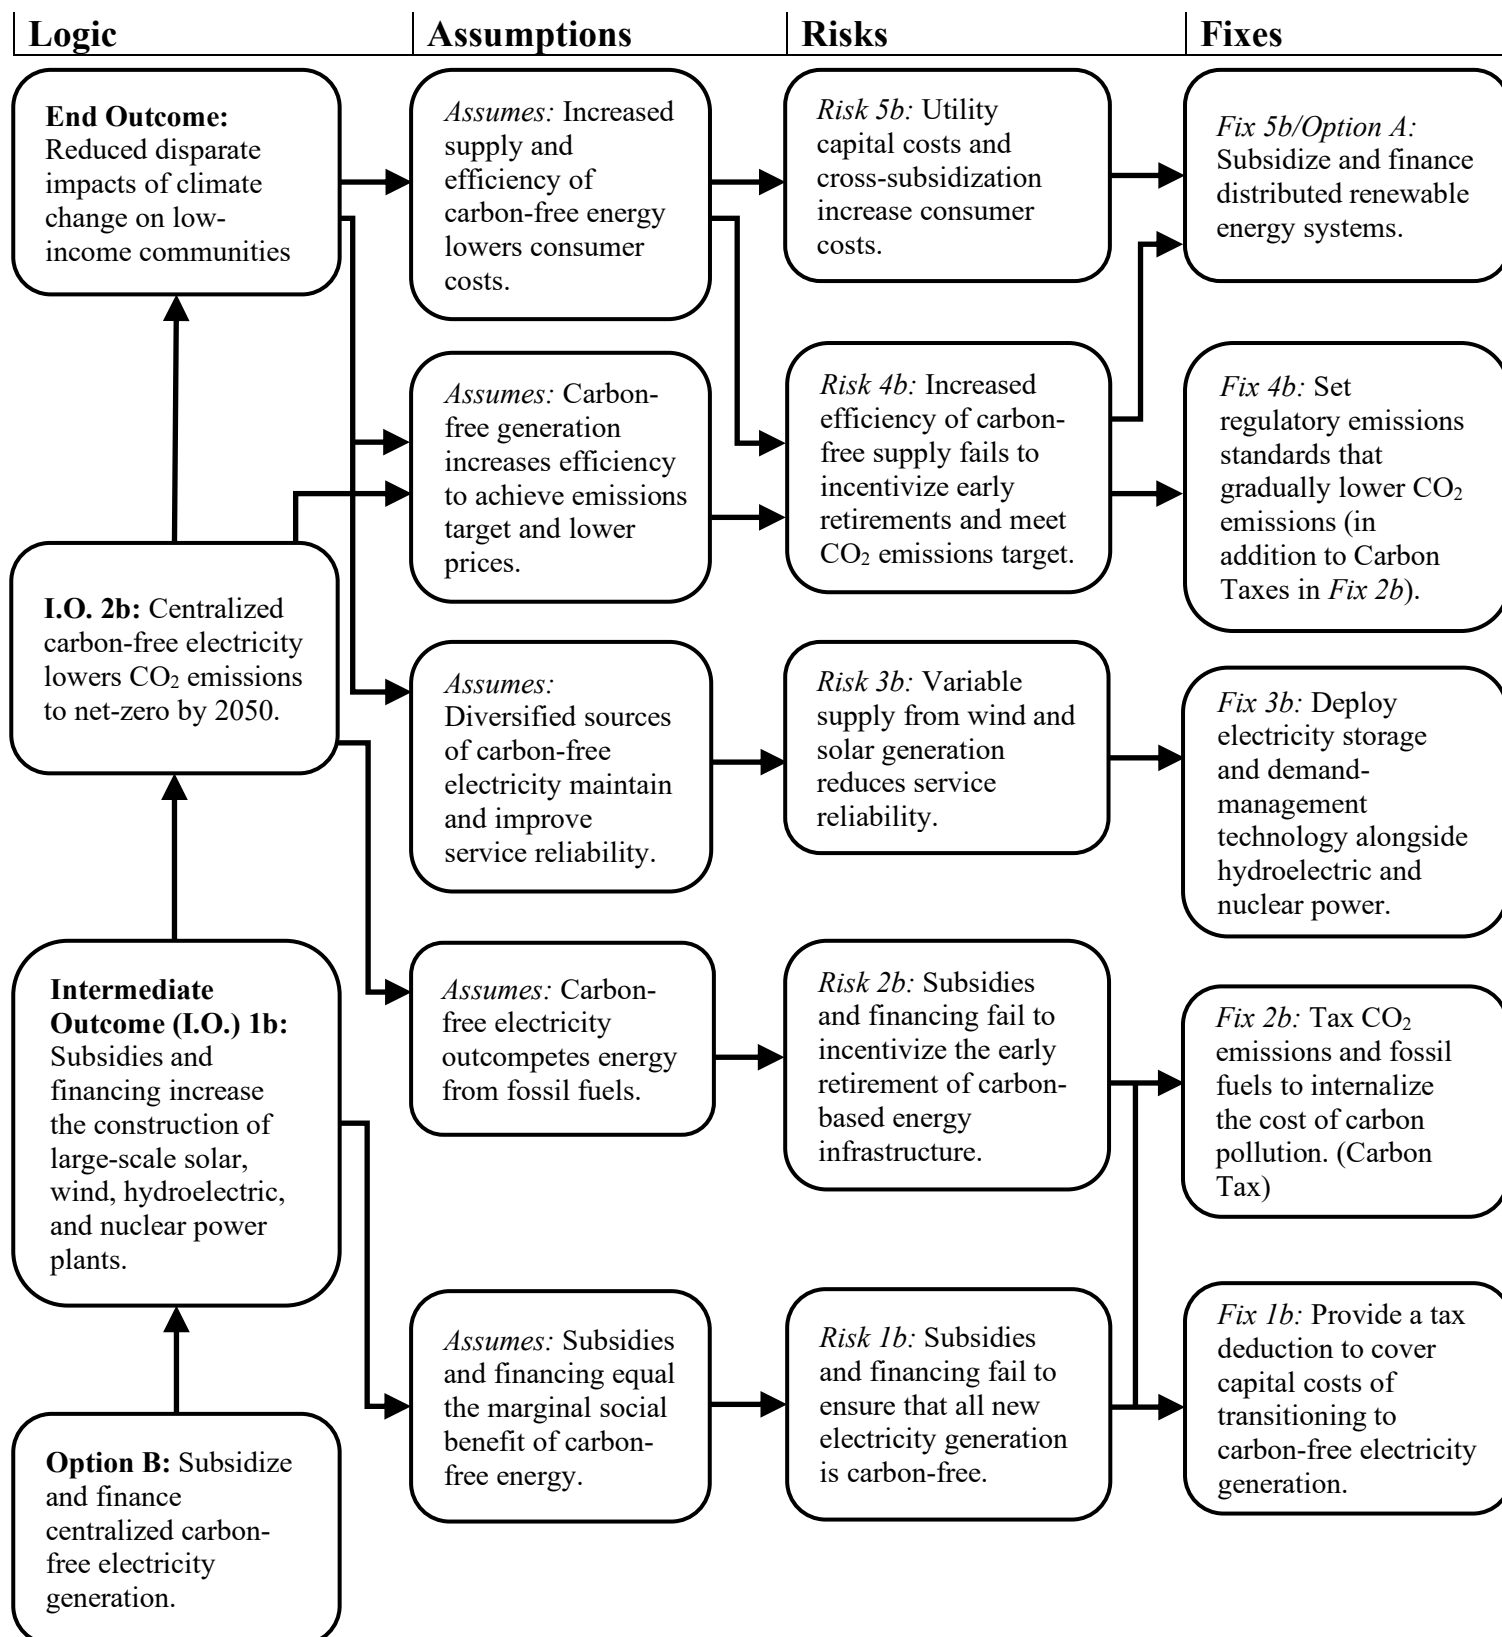 Logic
Assumptions
Risks
Fixes
End Outcome:
Reduced disparate
impacts of climate
change on low-
income communities
Assumes: Increased
supply and
efficiency of
carbon-free energy
lowers consumer
costs.
Risk 5b: Utility
capital costs and
cross-subsidization
increase consumer
costs.
Fix 5b/Option A:
Subsidize and finance
distributed renewable
energy systems.
Assumes: Carbon-
free generation
increases efficiency
to achieve emissions
target and lower
prices.
Risk 4b: Increased
efficiency of carbon-
free supply fails to
incentivize early
retirements and meet
CO₂ emissions target.
Fix 4b: Set
regulatory emissions
standards that
gradually lower CO₂
emissions (in
addition to Carbon
Taxes in Fix 2b).
I.O. 2b: Centralized
carbon-free electricity
lowers CO₂ emissions
to net-zero by 2050.
Assumes:
Diversified sources
of carbon-free
electricity maintain
and improve
service reliability.
Risk 3b: Variable
supply from wind and
solar generation
reduces service
reliability.
Fix 3b: Deploy
electricity storage
and demand-
management
technology alongside
hydroelectric and
nuclear power.
Intermediate
Outcome (I.O.) 1b:
Subsidies and
financing increase
the construction of
large-scale solar,
wind, hydroelectric,
and nuclear power
plants.
Assumes: Carbon-
free electricity
outcompetes energy
from fossil fuels.
Risk 2b: Subsidies
and financing fail to
incentivize the early
retirement of carbon-
based energy
infrastructure.
Fix 2b: Tax CO₂
emissions and fossil
fuels to internalize
the cost of carbon
pollution. (Carbon
Tax)
Option B: Subsidize
and finance
centralized carbon-
free electricity
generation.
Assumes: Subsidies
and financing equal
the marginal social
benefit of carbon-
free energy.
Risk 1b: Subsidies
and financing fail to
ensure that all new
electricity generation
is carbon-free.
Fix 1b: Provide a tax
deduction to cover
capital costs of
transitioning to
carbon-free electricity
generation.